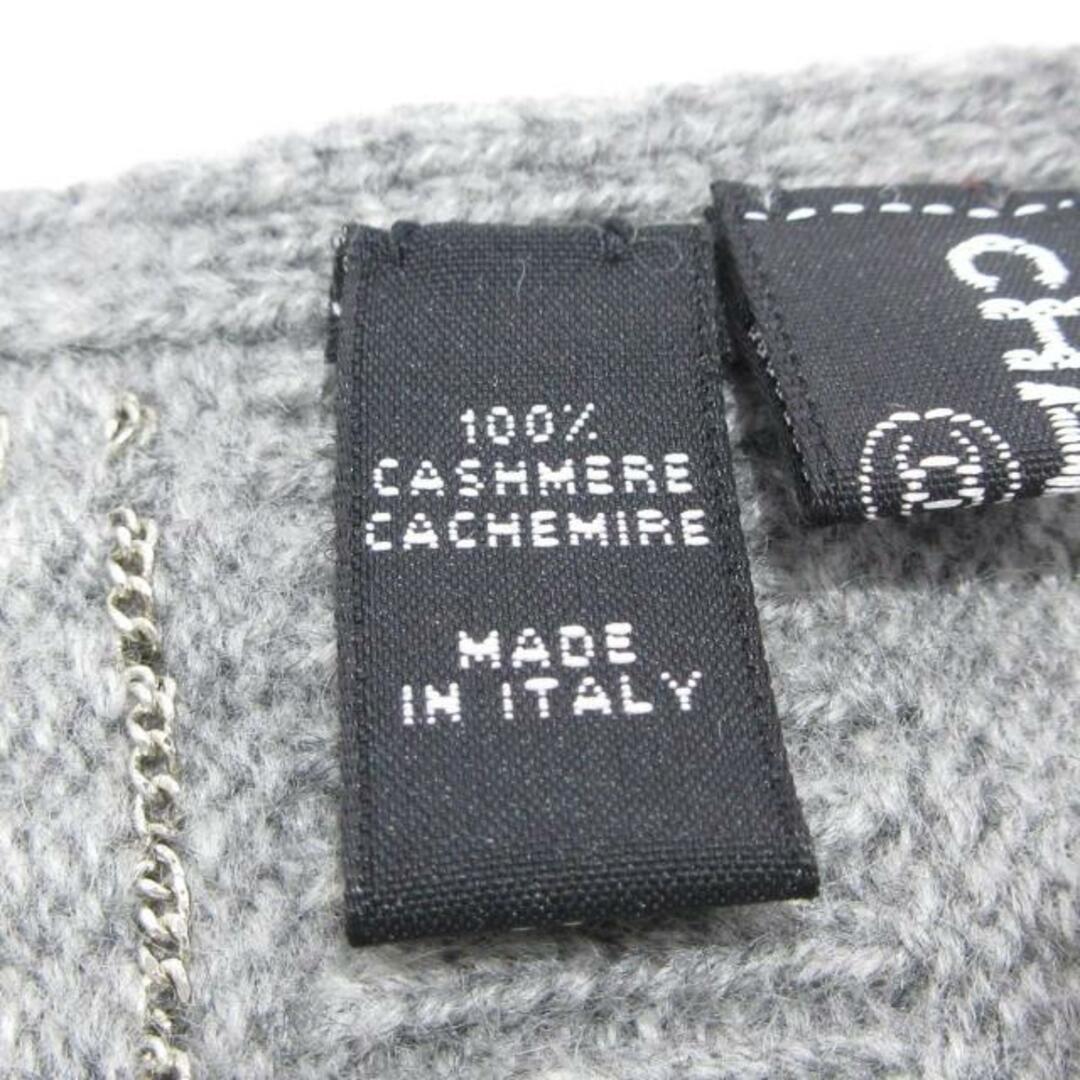 100%
CASHMERE
CACHEMIRE
MADE
IN ITALY